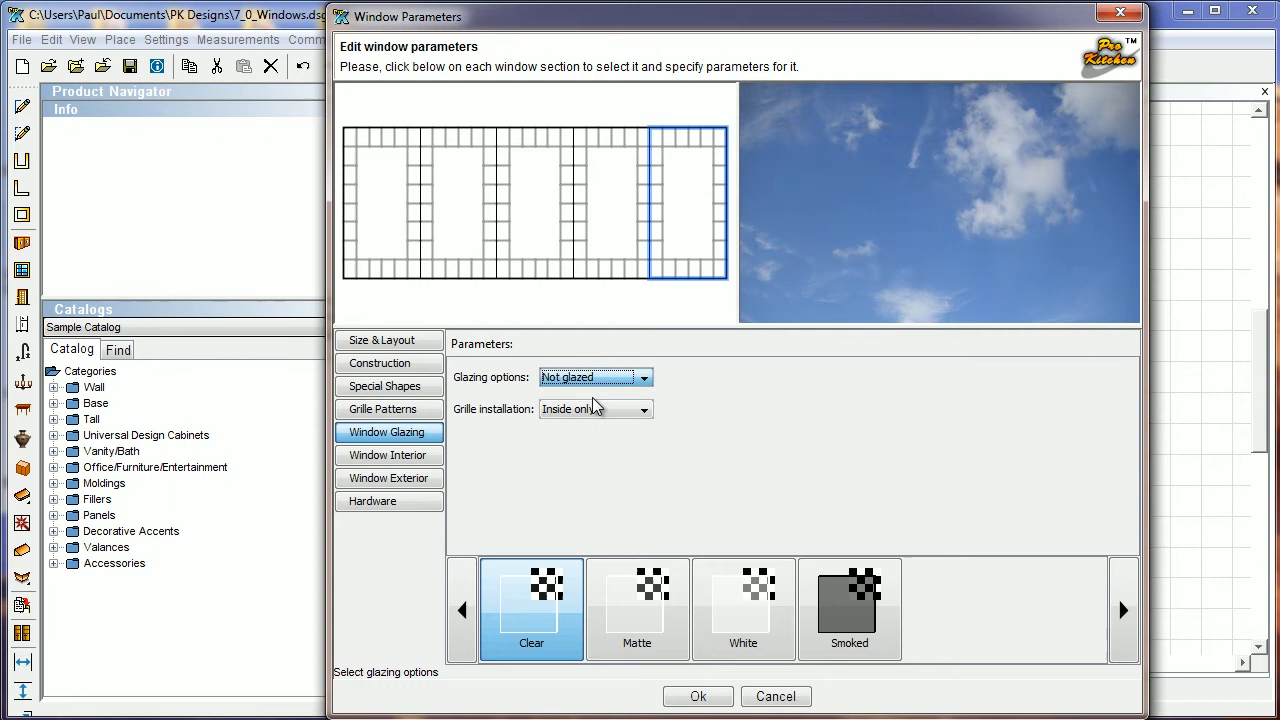 C:\Users\Paul\Documents\PK Designs\7_0_Windows.dsg
Window Parameters
File Edit View Place Settings Measurements
Edit window parameters
Please, click below on each window section to select it and specify parameters for it.
Pro Kitchen™
Product Navigator
Info
Catalogs
Sample Catalog
Catalog Find
Categories
Wall
Base
Tall
Universal Design Cabinets
Vanity/Bath
Office/Furniture/Entertainment
Moldings
Fillers
Panels
Decorative Accents
Valances
Accessories
Size & Layout
Construction
Special Shapes
Grille Patterns
Window Glazing
Window Interior
Window Exterior
Hardware
Parameters:
Glazing options: Not glazed
Grille installation: Inside only
Clear Matte White Smoked
Select glazing options
Ok Cancel